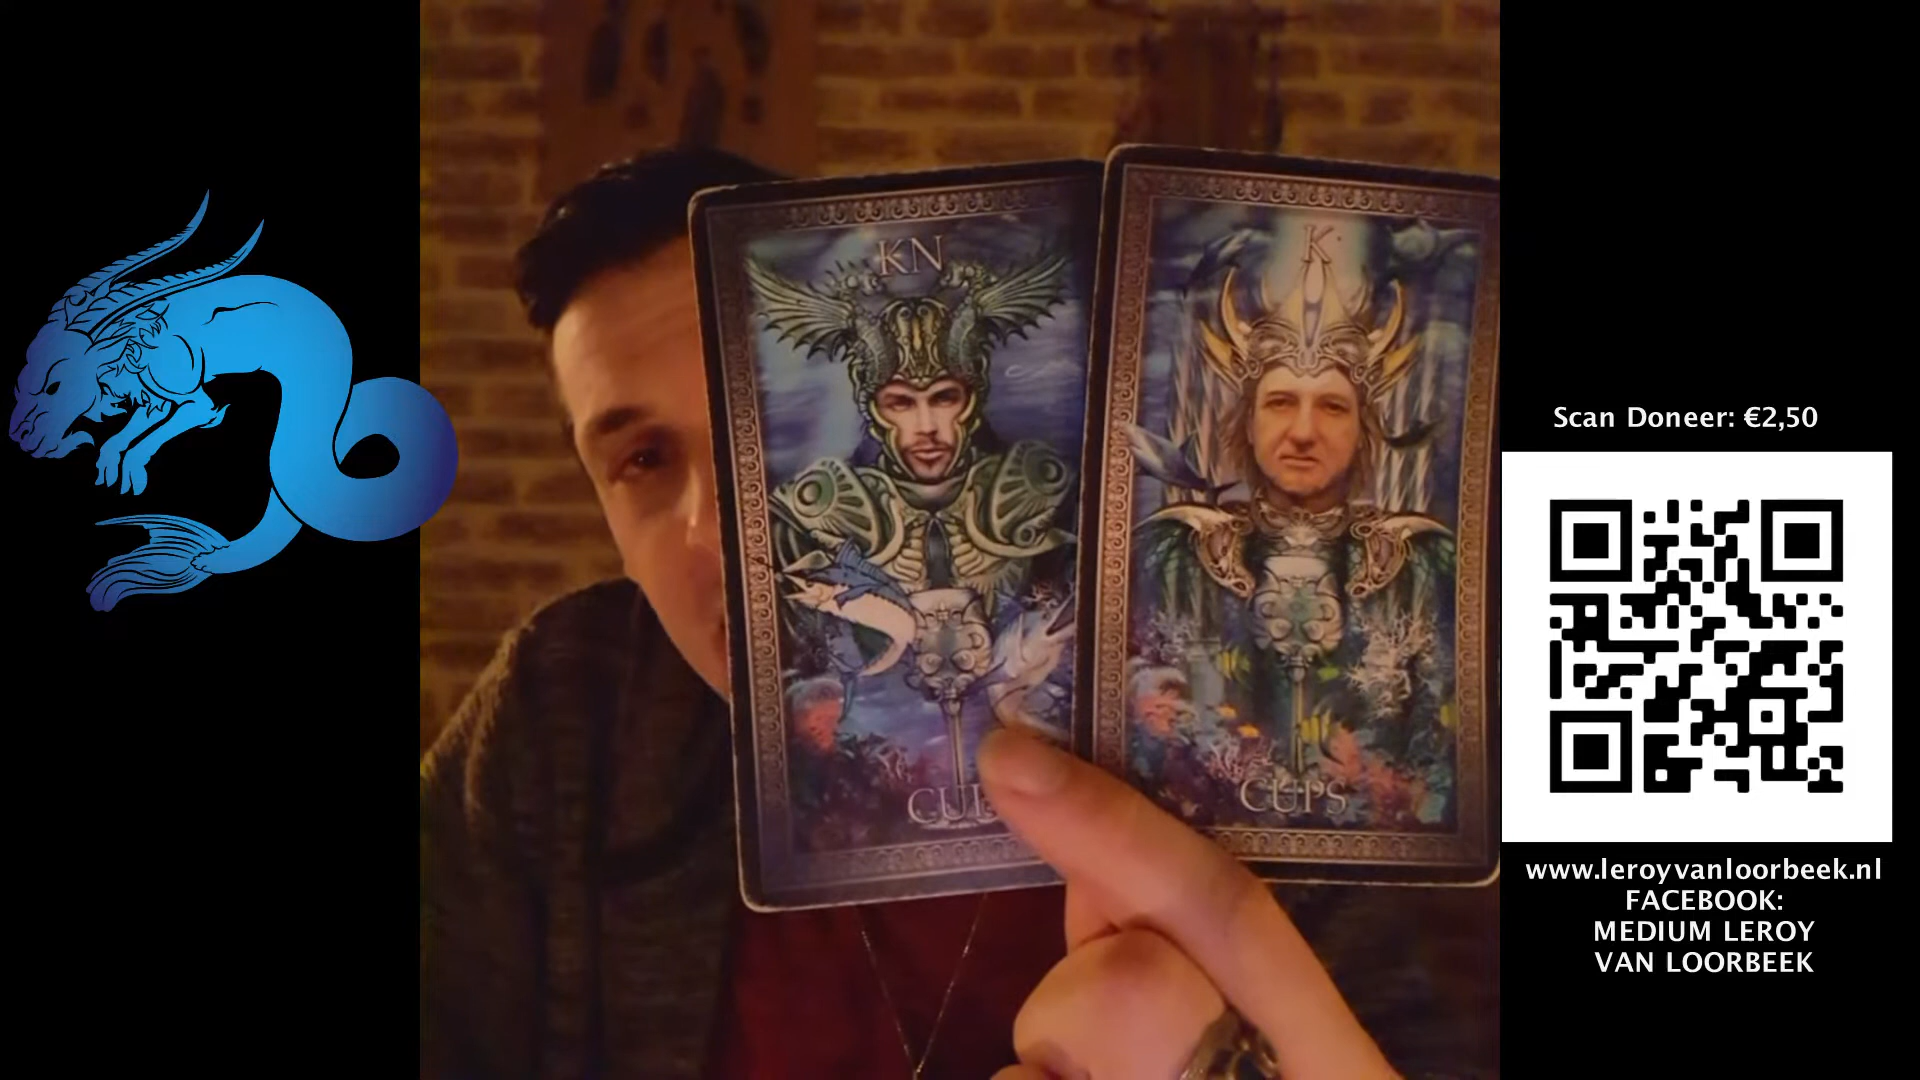 KN
K
CUPS
Scan Doneer: €2,50
www.leroyvanloorbeek.nl
FACEBOOK:
MEDIUM LEROY
VAN LOORBEEK